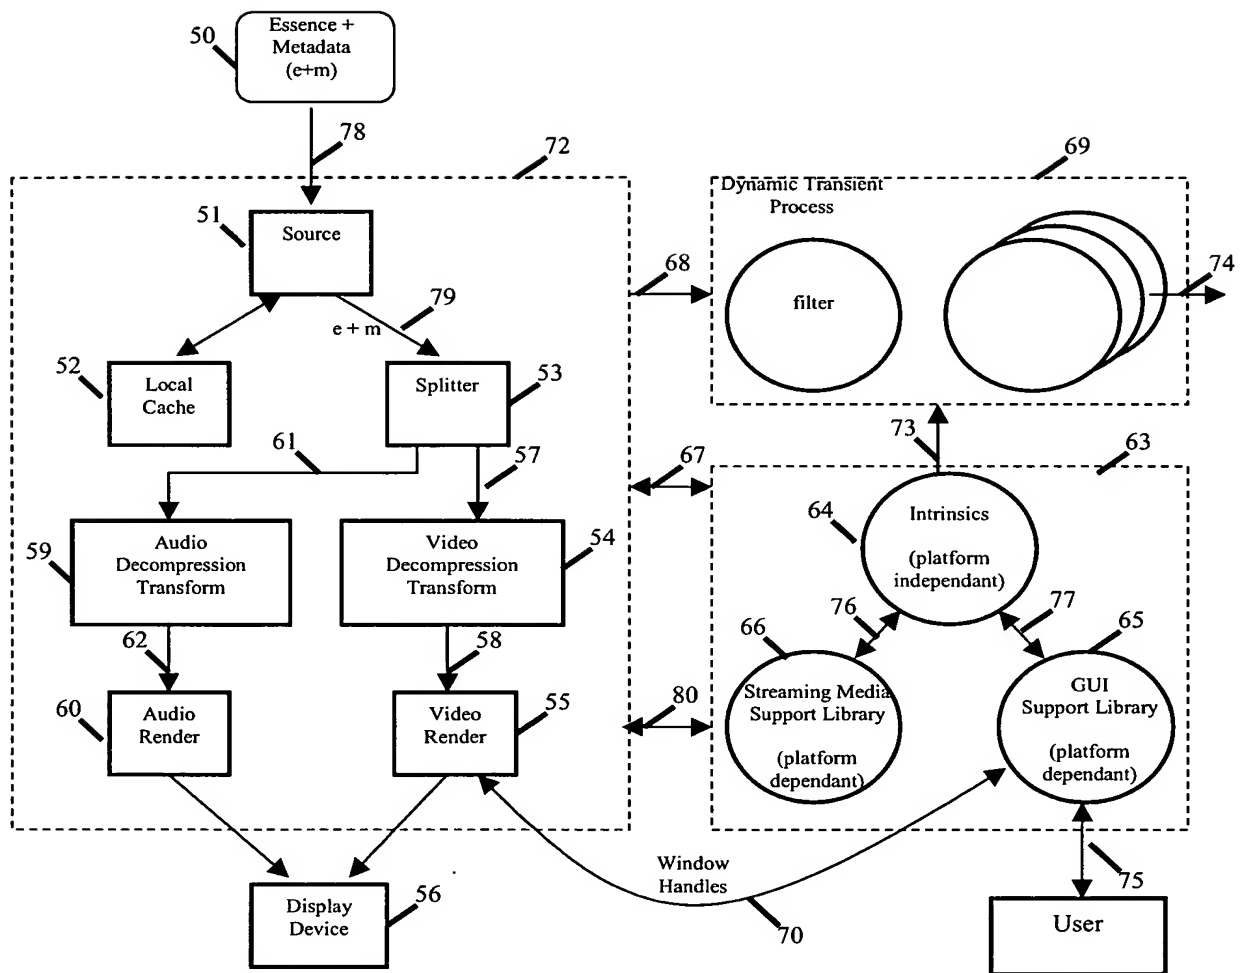 50
Essence +
Metadata
(e+m)
78
72
69
Dynamic Transient
Process
51
Source
68
74
filter
79
e + m
52
Local
Cache
Splitter
53
61
57
67
73
63
64
Intrinsics
(platform
independant)
59
Audio
Decompression
Transform
Video
Decompression
Transform
54
76
77
66
65
62
58
Streaming Media
Support Library
(platform
dependant)
GUI
Support Library
(platform
dependant)
60
Audio
Render
Video
Render
55
80
Window
Handles
70
75
Display
Device
56
User